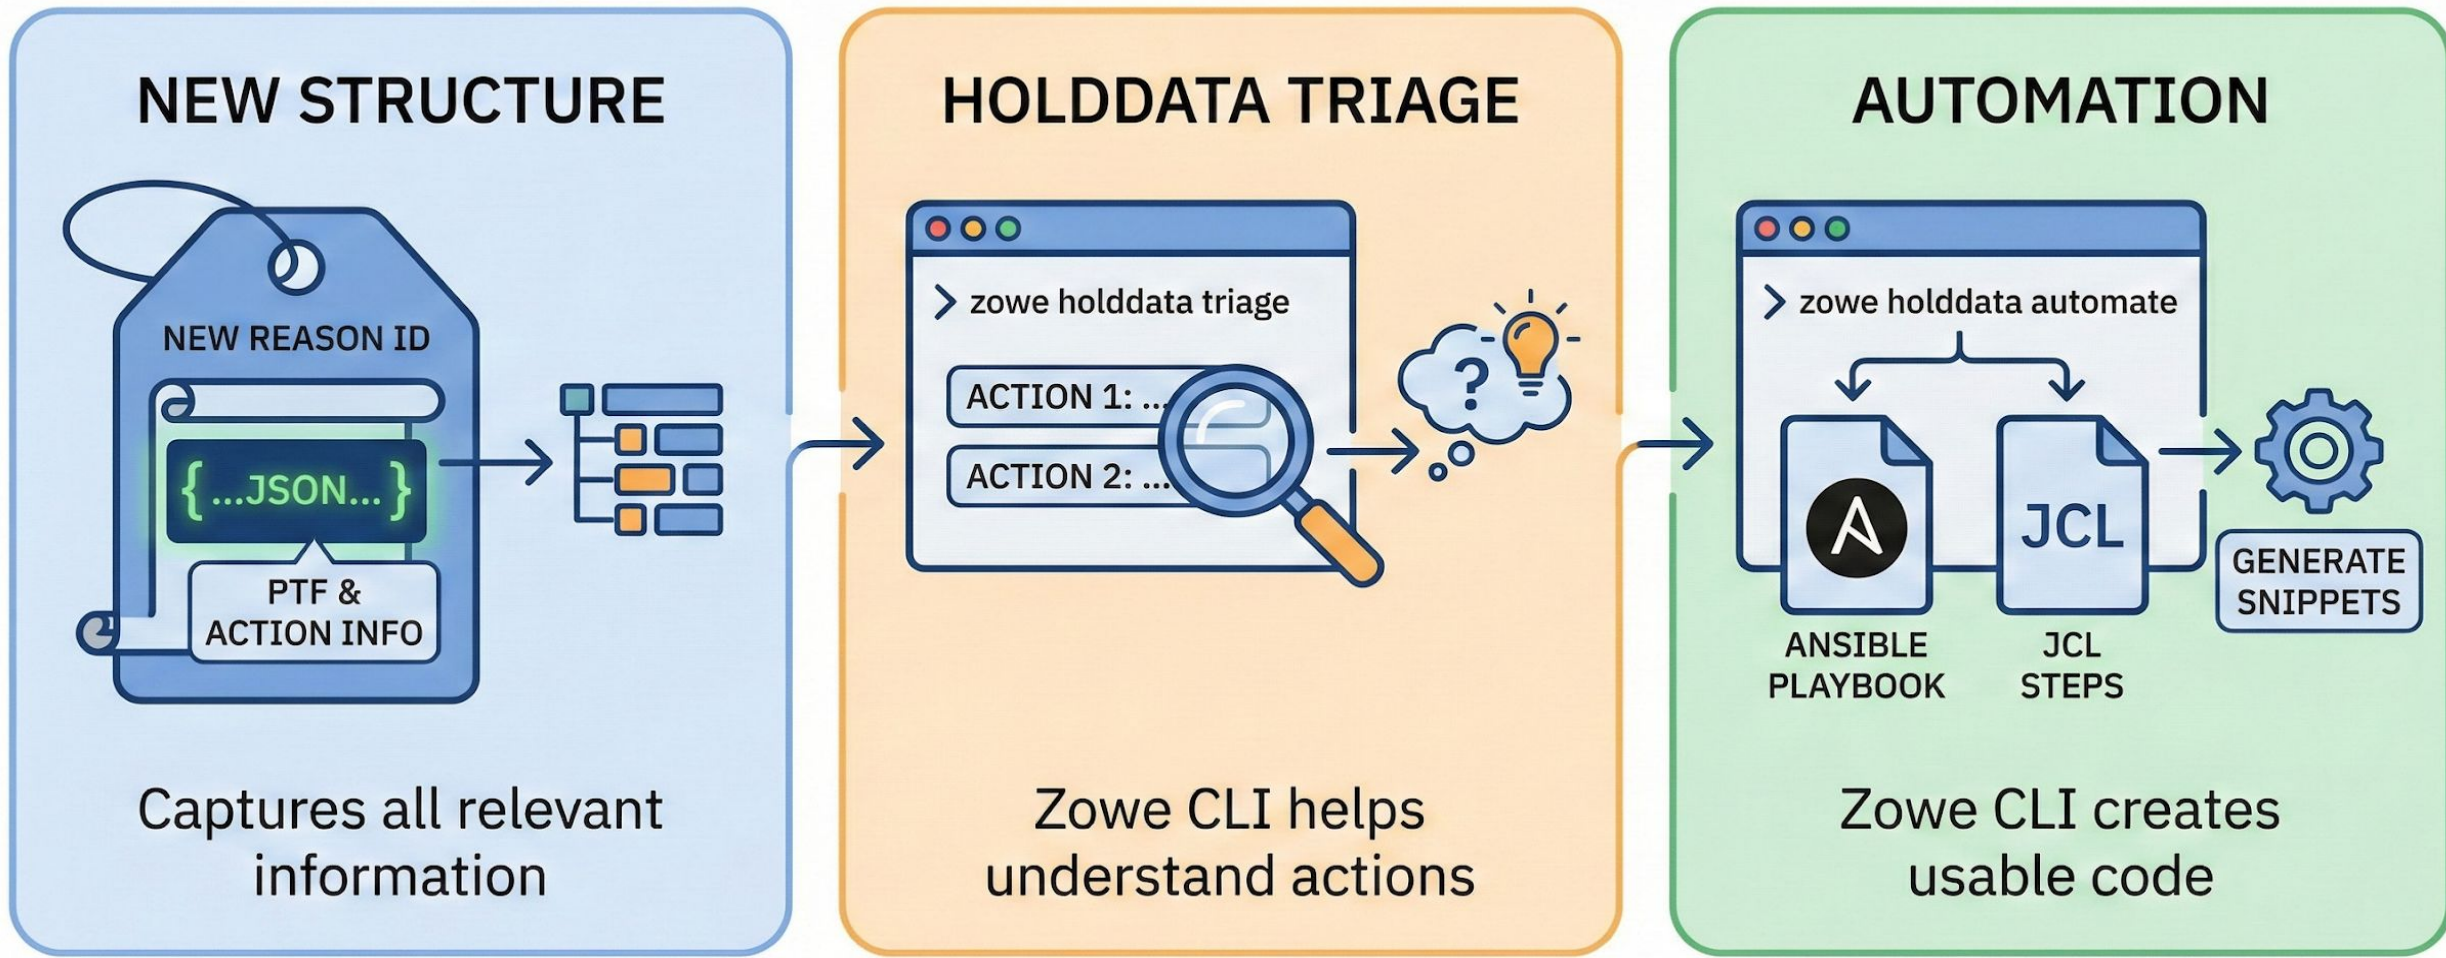 NEW STRUCTURE
NEW REASON ID
{...JSON...}
PTF &
ACTION INFO
Captures all relevant
information
HOLDDATA TRIAGE
> zowe holddata triage
ACTION 1: ...
ACTION 2: ...
?
Zowe CLI helps
understand actions
AUTOMATION
> zowe holddata automate
A
JCL
ANSIBLE
PLAYBOOK
JCL
STEPS
GENERATE
SNIPPETS
Zowe CLI creates
usable code